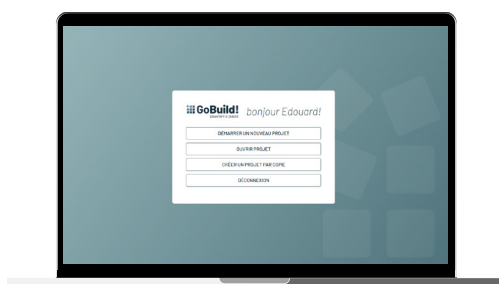 GoBuild! bonjour Edouard!
DÉMARRER UN NOUVEAU PROJET
OUVRIR PROJET
CRÉER UN PROJET PAR COPIE
DÉCONNEXION